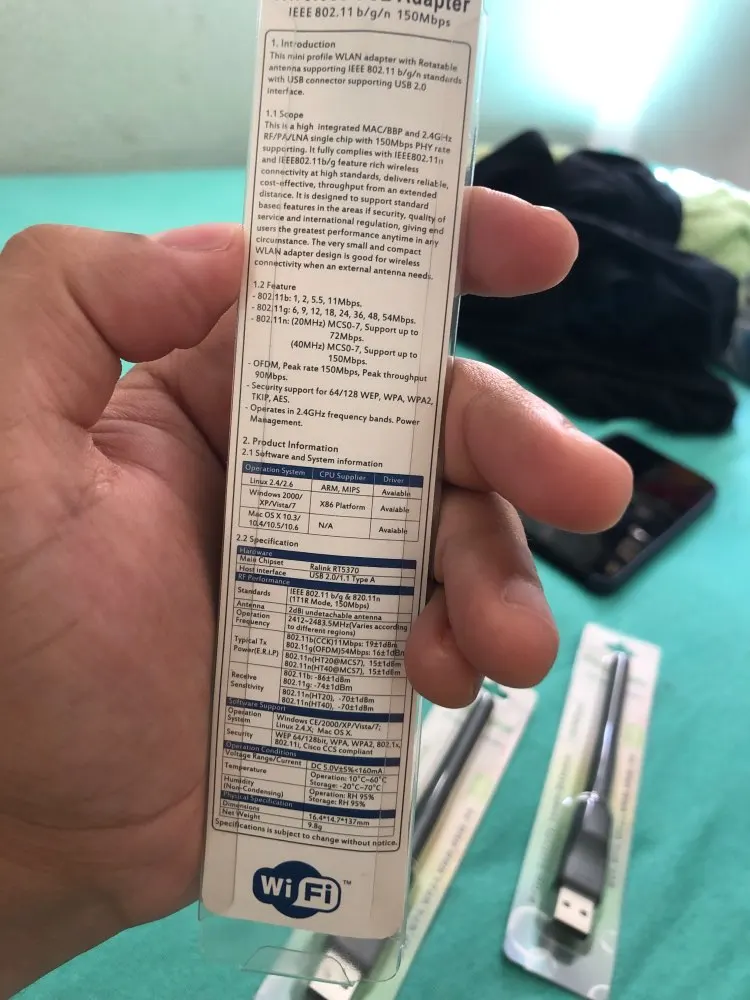 Adapter
IEEE 802.11 b/g/n 150Mbps
1. Introduction
This mini profile WLAN adapter with Rotatable
antenna supporting IEEE 802.11 b/g/n standards
with USB connector supporting USB 2.0
interface.
1.1 Scope
This is a high integrated MAC/BBP and 2.4GHz
RF/PA/LNA single chip with 150Mbps PHY rate
supporting. It fully complies with IEEE802.11n
and IEEE802.11b/g feature rich wireless
connectivity at high standards, delivers reliable,
cost-effective, throughput from an extended
distance. It is designed to support standard
based features in the areas if security, quality of
service and international regulation, giving end
users the greatest performance anytime in any
circumstance. The very small and compact
WLAN adapter design is good for wireless
connectivity when an external antenna needs.
1.2 Feature
- 802.11b: 1, 2, 5.5, 11Mbps.
- 802.11g: 6, 9, 12, 18, 24, 36, 48, 54Mbps.
- 802.11n: (20MHz) MCS0-7, Support up to
72Mbps.
(40MHz) MCS0-7, Support up to
150Mbps.
- OFDM, Peak rate 150Mbps, Peak throughput
90Mbps.
- Security support for 64/128 WEP, WPA, WPA2,
TKIP, AES.
- Operates in 2.4GHz frequency bands. Power
Management.
2. Product Information
2.1 Software and System information
Operation System CPU Supplier Driver
Linux 2.4/2.6 ARM, MIPS Avaiable
Windows 2000/
XP/Vista/7 X86 Platform Avaiable
Mac OS X 10.3/
10.4/10.5/10.6 N/A Avaiable
2.2 Specification
Hardware
Main Chipset Ralink RT5370
Host interface USB 2.0/1.1 Type A
RF Performance
Standards IEEE 802.11 b/g & 820.11n
(1T1R Mode, 150Mbps)
Antenna 2dBi undetachable antenna
Operation
Frequency 2412~2483.5MHz(Varies according
to different regions)
Typical Tx
Power(E.R.I.P) 802.11b(CCK)11Mbps: 19±1dBm
802.11g(OFDM)54Mbps: 16±1dBm
802.11n(HT20@MCS7), 15±1dBm
802.11n(HT40@MCS7), 15±1dBm
Receive
Sensitivity 802.11b: -86±1dBm
802.11g: -74±1dBm
802.11n(HT20), -70±1dBm
802.11n(HT40), -70±1dBm
Software Support
Operation
System Windows CE/2000/XP/Vista/7;
Linux 2.4.X; Mac OS X.
Security WEP 64/128bit, WPA, WPA2, 802.1x,
802.11i, Cisco CCS compliant
Operation Conditions
Voltage Range/Current DC 5.0V±5%<160mA
Temperature Operation: 10°C~60°C
Storage: -20°C~70°C
Humidity
(Non-Condensing) Operation: RH 95%
Storage: RH 95%
Physical Specification
Dimensions 16.4*14.7*137mm
Net Weight 9.8g
Specifications is subject to change without notice.
Wi Fi ™